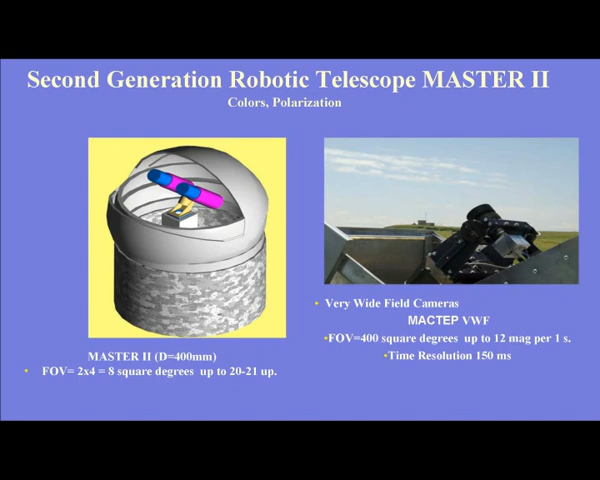 Second Generation Robotic Telescope MASTER II
Colors, Polarization
MASTER II (D=400mm)
• FOV= 2x4 = 8 square degrees up to 20-21 up.
• Very Wide Field Cameras
МАСТЕР VWF
•FOV=400 square degrees up to 12 mag per 1 s.
•Time Resolution 150 ms